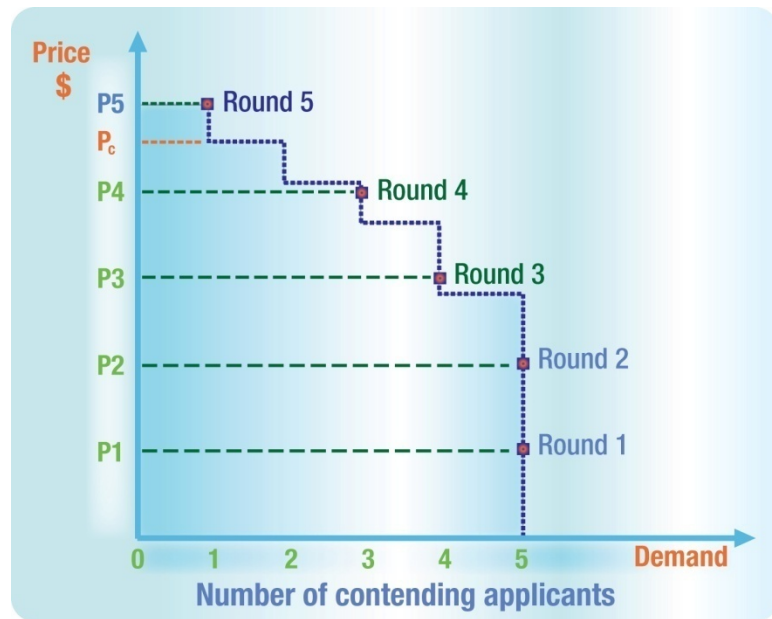 Price
$
P5
Round 5
Pc
P4
Round 4
P3
Round 3
P2
Round 2
P1
Round 1
0 1 2 3 4 5 Demand
Number of contending applicants